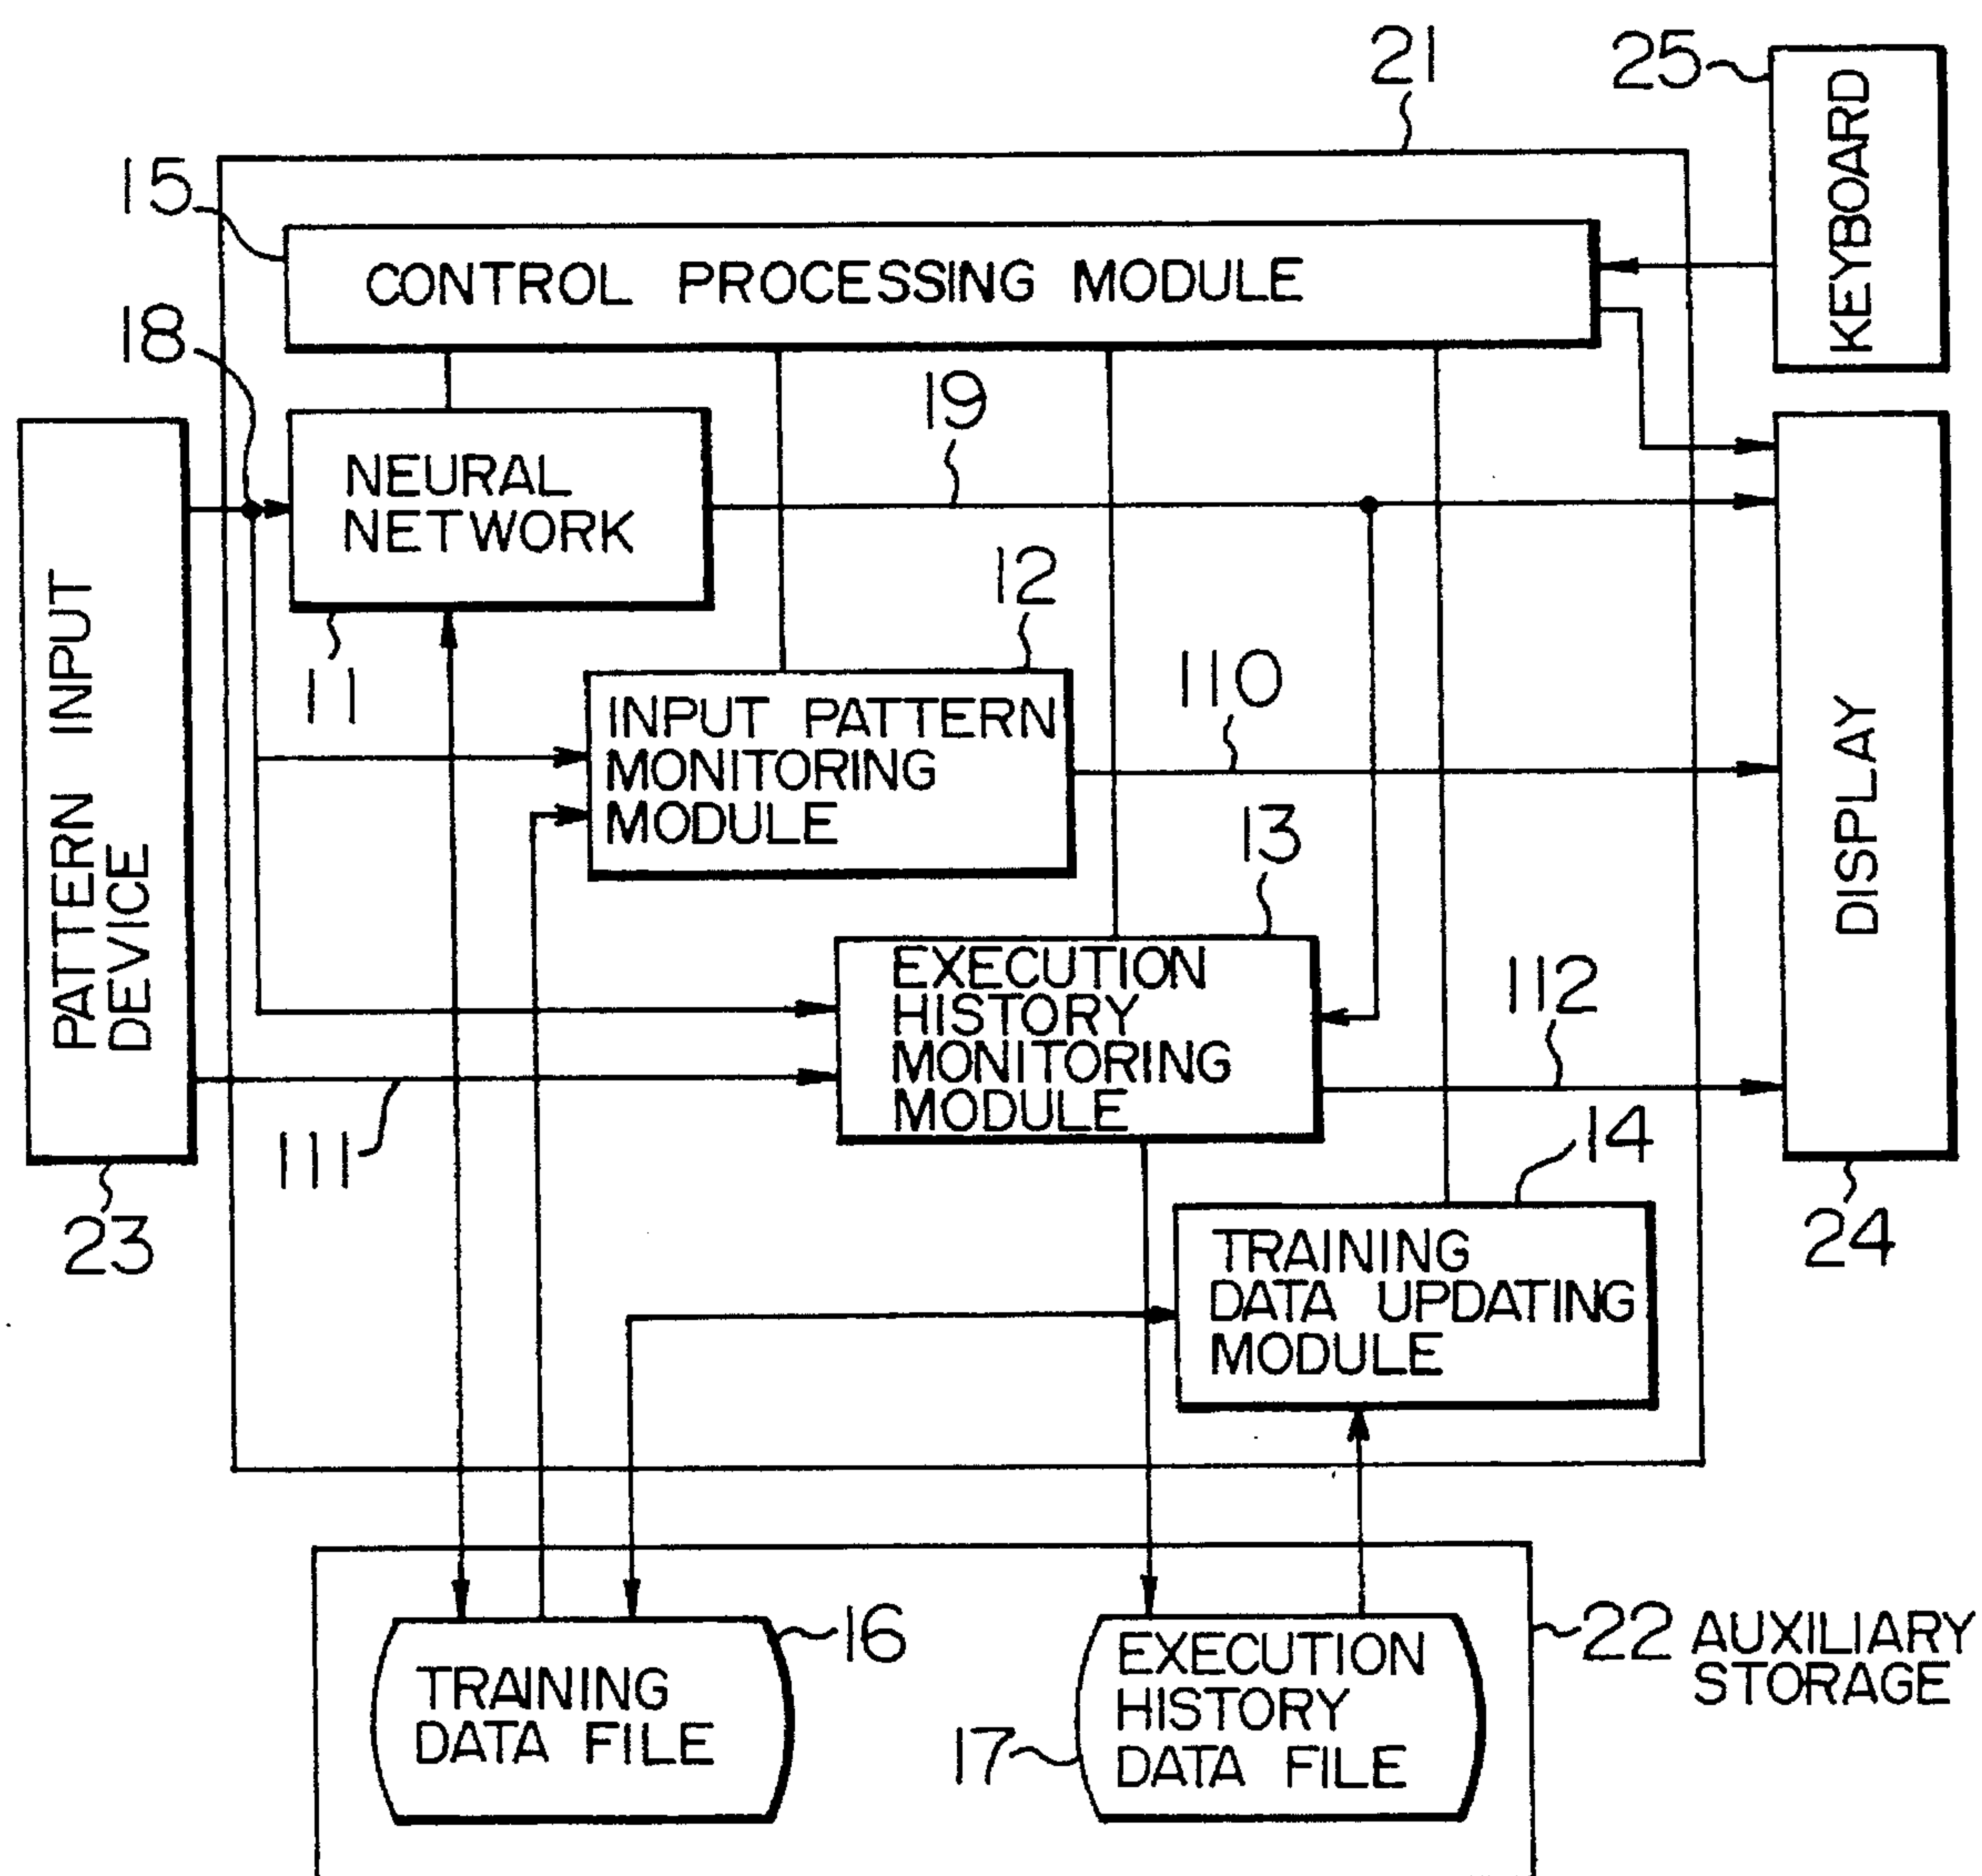 21
25
KEYBOARD
15
CONTROL PROCESSING MODULE
18
19
NEURAL
NETWORK
11
12
110
PATTERN INPUT
DEVICE
INPUT PATTERN
MONITORING
MODULE
DISPLAY
13
EXECUTION
HISTORY
MONITORING
MODULE
112
111
14
23
24
TRAINING
DATA UPDATING
MODULE
16
TRAINING
DATA FILE
17
EXECUTION
HISTORY
DATA FILE
22 AUXILIARY
STORAGE